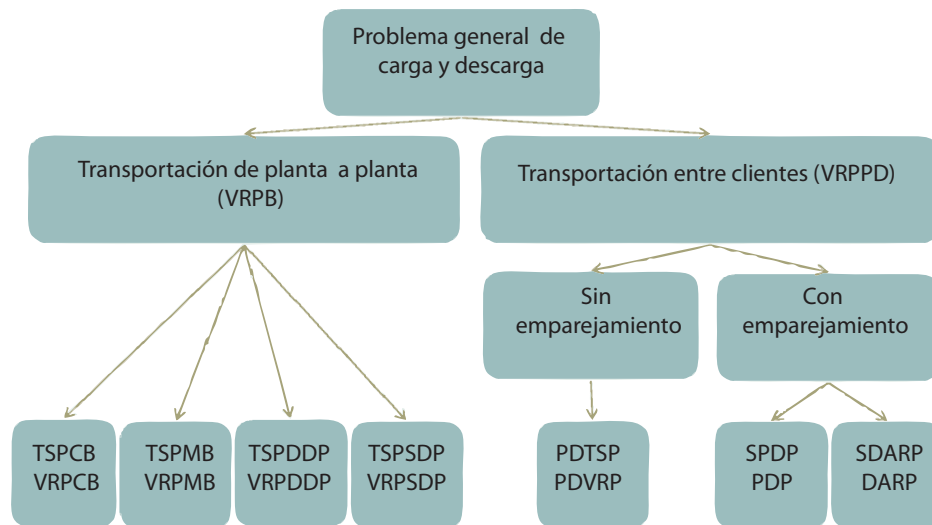 Problema general de
carga y descarga
Transportación de planta a planta
(VRPB)
Transportación entre clientes (VRPPD)
Sin
emparejamiento
Con
emparejamiento
TSPCB
VRPCB
TSPMB
VRPMB
TSPDDP
VRPDDP
TSPSDP
VRPSDP
PDTSP
PDVRP
SPDP
PDP
SDARP
DARP